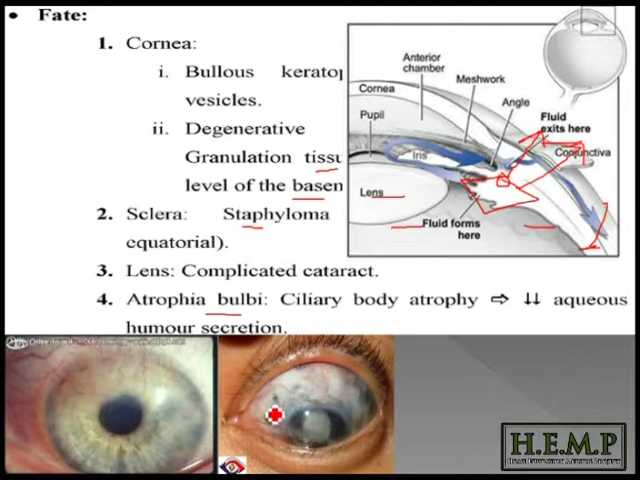 • Fate:
1. Cornea:
i. Bullous kerato
vesicles.
ii. Degenerative
Granulation tissu
level of the basem
2. Sclera: Staphyloma
equatorial).
3. Lens: Complicated cataract.
4. Atrophia bulbi: Ciliary body atrophy ⇨ ↓↓ aqueous
humour secretion.
Anterior
chamber
Meshwork
Cornea
Angle
Fluid
exits here
Pupil
Conjunctiva
Iris
Lens
Fluid forms
here
H.E.M.P